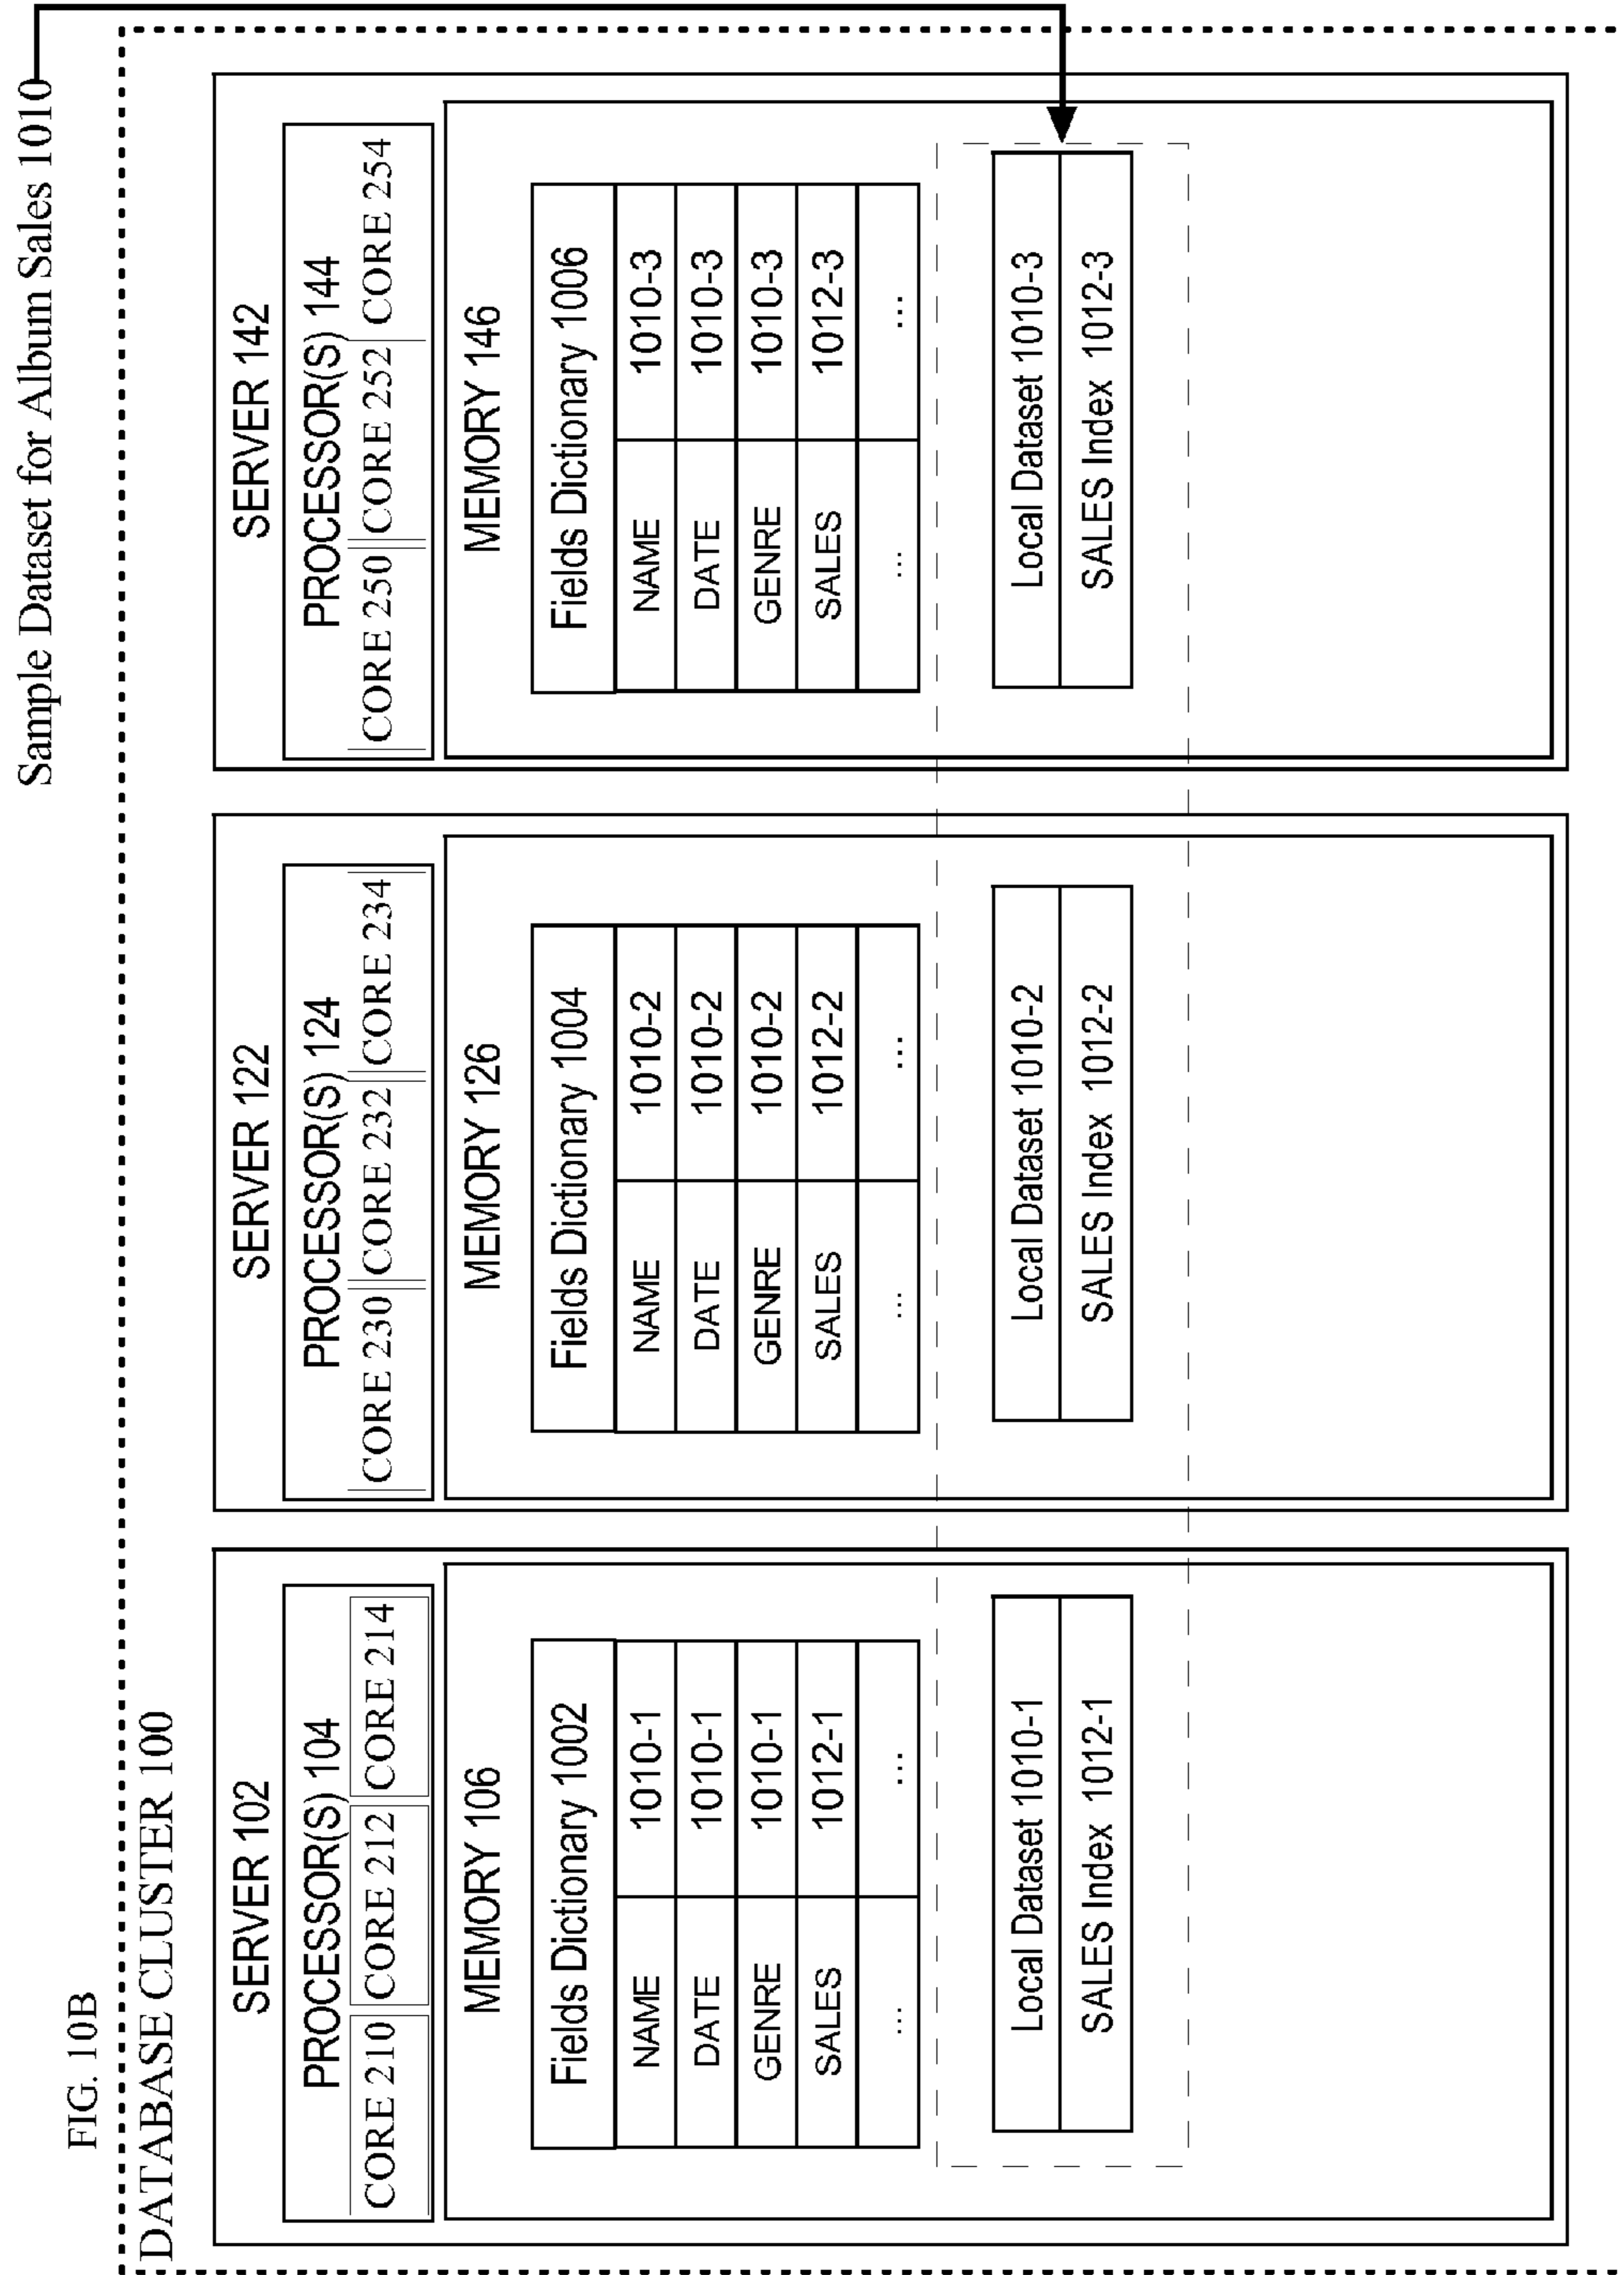 FIG. 10B
Sample Dataset for Album Sales 1010
DATABASE CLUSTER 100
SERVER 102
PROCESSOR(S) 104
CORE 210 CORE 212 CORE 214
MEMORY 106
Fields Dictionary 1002
NAME 1010-1
DATE 1010-1
GENRE 1010-1
SALES 1012-1
... ...
Local Dataset 1010-1
SALES Index 1012-1
SERVER 122
PROCESSOR(S) 124
CORE 230 CORE 232 CORE 234
MEMORY 126
Fields Dictionary 1004
NAME 1010-2
DATE 1010-2
GENRE 1010-2
SALES 1012-2
... ...
Local Dataset 1010-2
SALES Index 1012-2
SERVER 142
PROCESSOR(S) 144
CORE 250 CORE 252 CORE 254
MEMORY 146
Fields Dictionary 1006
NAME 1010-3
DATE 1010-3
GENRE 1010-3
SALES 1012-3
... ...
Local Dataset 1010-3
SALES Index 1012-3